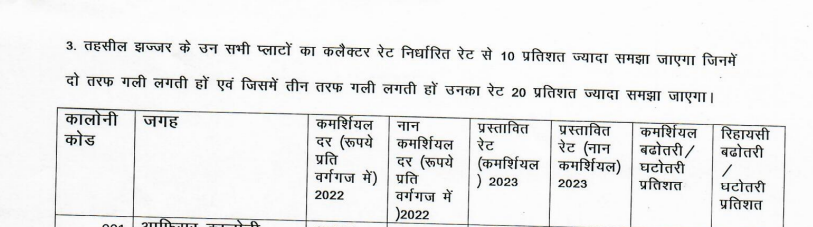 3. तहसील झज्जर के उन सभी प्लाटों का कलैक्टर रेट निर्धारित रेट से 10 प्रतिशत ज्यादा समझा जाएगा जिनमें
दो तरफ गली लगती हों एवं जिसमें तीन तरफ गली लगती हों उनका रेट 20 प्रतिशत ज्यादा समझा जाएगा।
कालोनी
कोड
जगह
कमर्शियल
दर (रूपये
प्रति
वर्गगज में)
2022
नान
कमर्शियल
दर (रूपये
प्रति
वर्गगज में
)2022
प्रस्तावित
रेट
(कमर्शियल
) 2023
प्रस्तावित
रेट (नान
कमर्शियल)
2023
कमर्शियल
बढोतरी/
घटोतरी
प्रतिशत
रिहायसी
बढोतरी
/
घटोतरी
प्रतिशत